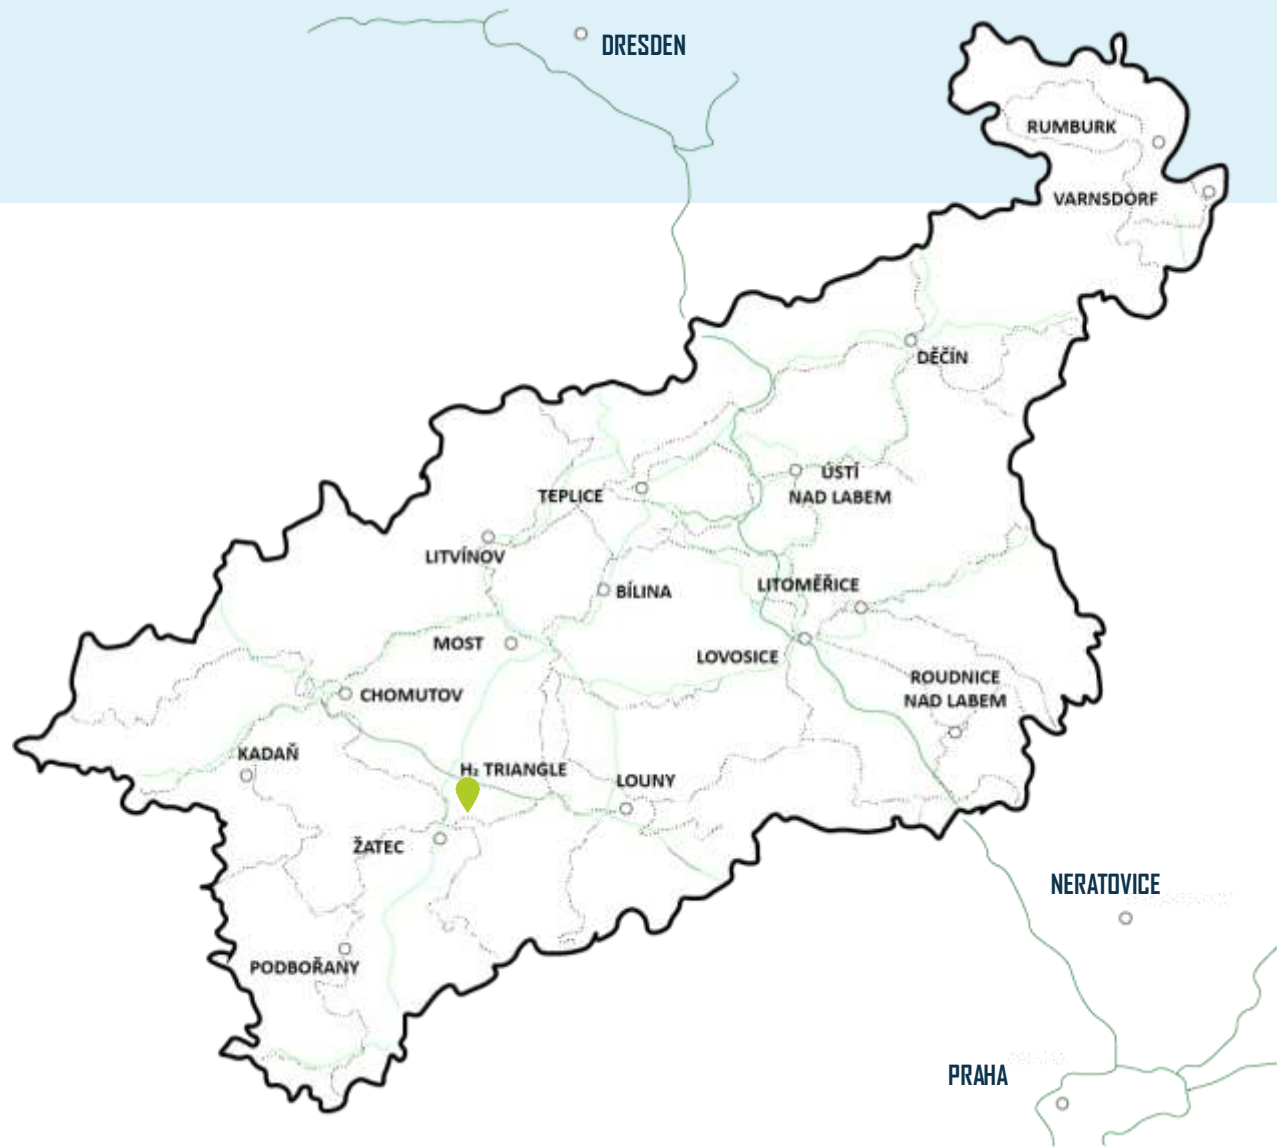 DRESDEN
RUMBURK
VARNSDORF
DĚČÍN
ÚSTÍ
NAD LABEM
TEPLICE
LITVÍNOV
BÍLINA
LITOMĚŘICE
MOST
LOVOSICE
ROUDNICE
NAD LABEM
CHOMUTOV
KADAŇ
H₂ TRIANGLE
LOUNY
ŽATEC
NERATOVICE
PODBOŘANY
PRAHA